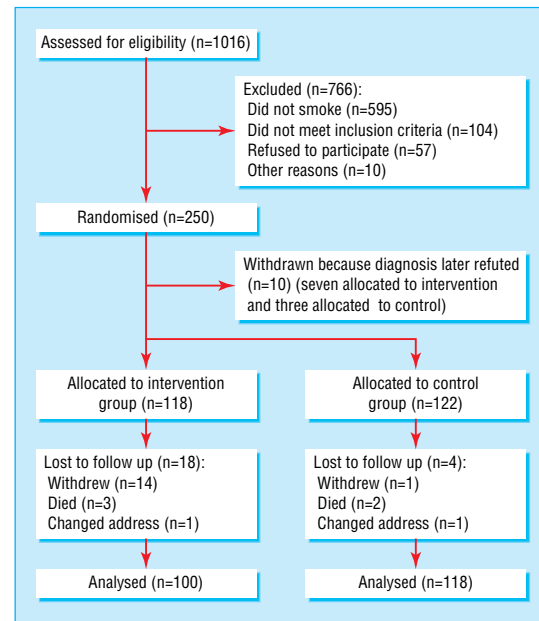 Assessed for eligibility (n=1016)
Excluded (n=766):
Did not smoke (n=595)
Did not meet inclusion criteria (n=104)
Refused to participate (n=57)
Other reasons (n=10)
Randomised (n=250)
Withdrawn because diagnosis later refuted
(n=10) (seven allocated to intervention
and three allocated to control)
Allocated to intervention
group (n=118)
Allocated to control
group (n=122)
Lost to follow up (n=18):
Withdrew (n=14)
Died (n=3)
Changed address (n=1)
Lost to follow up (n=4):
Withdrew (n=1)
Died (n=2)
Changed address (n=1)
Analysed (n=100)
Analysed (n=118)